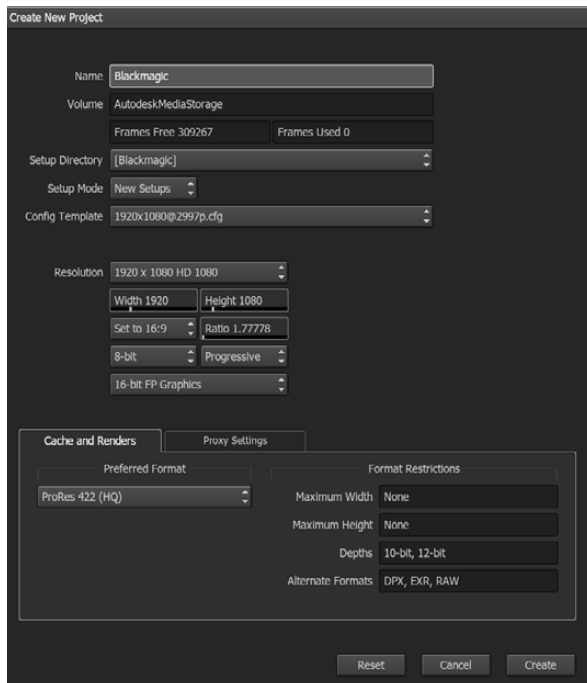 Create New Project
Name Blackmagic
Volume AutodeskMediaStorage
Frames Free 309267 Frames Used 0
Setup Directory [Blackmagic]
Setup Mode New Setups
Config Template 1920x1080@2997p.cfg
Resolution 1920 x 1080 HD 1080
Width 1920 Height 1080
Set to 16:9 Ratio 1.77778
8-bit Progressive
16-bit FP Graphics
Cache and Renders Proxy Settings
Preferred Format Format Restrictions
ProRes 422 (HQ) Maximum Width None
Maximum Height None
Depths 10-bit, 12-bit
Alternate Formats DPX, EXR, RAW
Reset Cancel Create